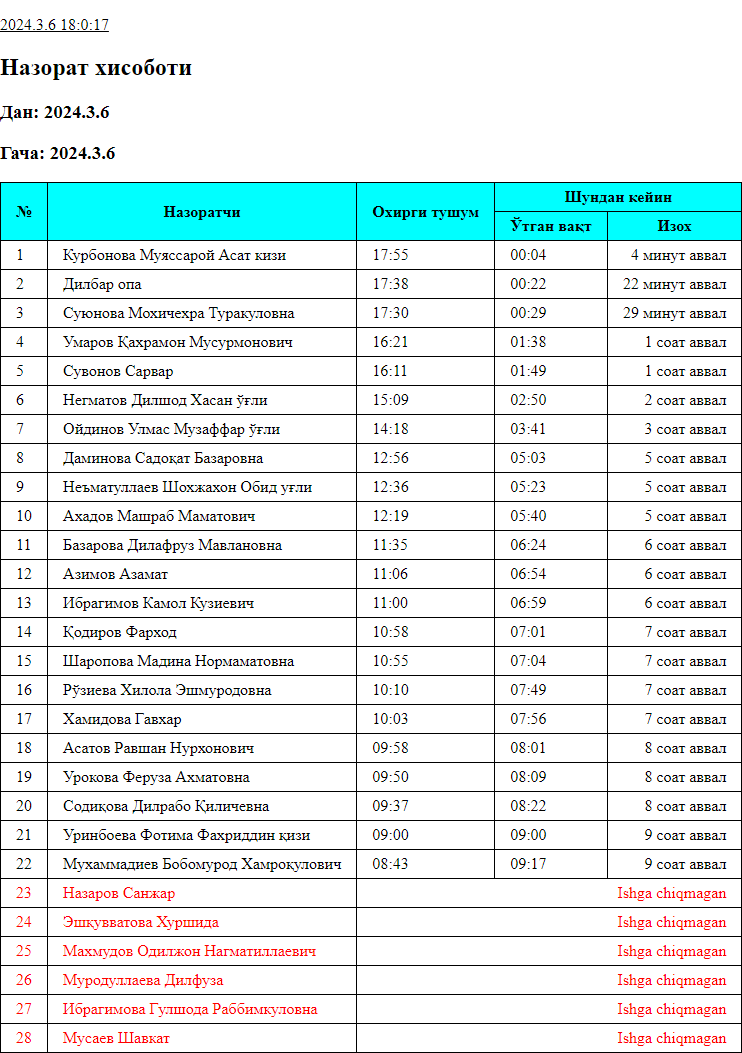 2024.3.6 18:0:17
Назорат хисоботи
Дан: 2024.3.6
Гача: 2024.3.6
№ Назоратчи Охирги тушум Шундан кейин
Ўтган вақт Изох
1 Курбонова Муяссарой Асат кизи 17:55 00:04 4 минут аввал
2 Дилбар опа 17:38 00:22 22 минут аввал
3 Суюнова Мохичехра Туракуловна 17:30 00:29 29 минут аввал
4 Умаров Қахрамон Мусурмонович 16:21 01:38 1 соат аввал
5 Сувонов Сарвар 16:11 01:49 1 соат аввал
6 Негматов Дилшод Хасан ўғли 15:09 02:50 2 соат аввал
7 Ойдинов Улмас Музаффар ўғли 14:18 03:41 3 соат аввал
8 Даминова Садоқат Базаровна 12:56 05:03 5 соат аввал
9 Неъматуллаев Шохжахон Обид уғли 12:36 05:23 5 соат аввал
10 Ахадов Машраб Маматович 12:19 05:40 5 соат аввал
11 Базарова Дилафруз Мавлановна 11:35 06:24 6 соат аввал
12 Азимов Азамат 11:06 06:54 6 соат аввал
13 Ибрагимов Камол Кузиевич 11:00 06:59 6 соат аввал
14 Қодиров Фарход 10:58 07:01 7 соат аввал
15 Шаропова Мадина Нормаматовна 10:55 07:04 7 соат аввал
16 Рўзиева Хилола Эшмуродовна 10:10 07:49 7 соат аввал
17 Хамидова Гавхар 10:03 07:56 7 соат аввал
18 Асатов Равшан Нурхонович 09:58 08:01 8 соат аввал
19 Урокова Феруза Ахматовна 09:50 08:09 8 соат аввал
20 Содиқова Дилрабо Қиличевна 09:37 08:22 8 соат аввал
21 Уринбоева Фотима Фахриддин қизи 09:00 09:00 9 соат аввал
22 Мухаммадиев Бобомурод Хамроқулович 08:43 09:17 9 соат аввал
23 Назаров Санжар Ishga chiqmagan
24 Эшқувватова Хуршида Ishga chiqmagan
25 Махмудов Одилжон Нагматиллаевич Ishga chiqmagan
26 Муродуллаева Дилфуза Ishga chiqmagan
27 Ибрагимова Гулшода Раббимкуловна Ishga chiqmagan
28 Мусаев Шавкат Ishga chiqmagan